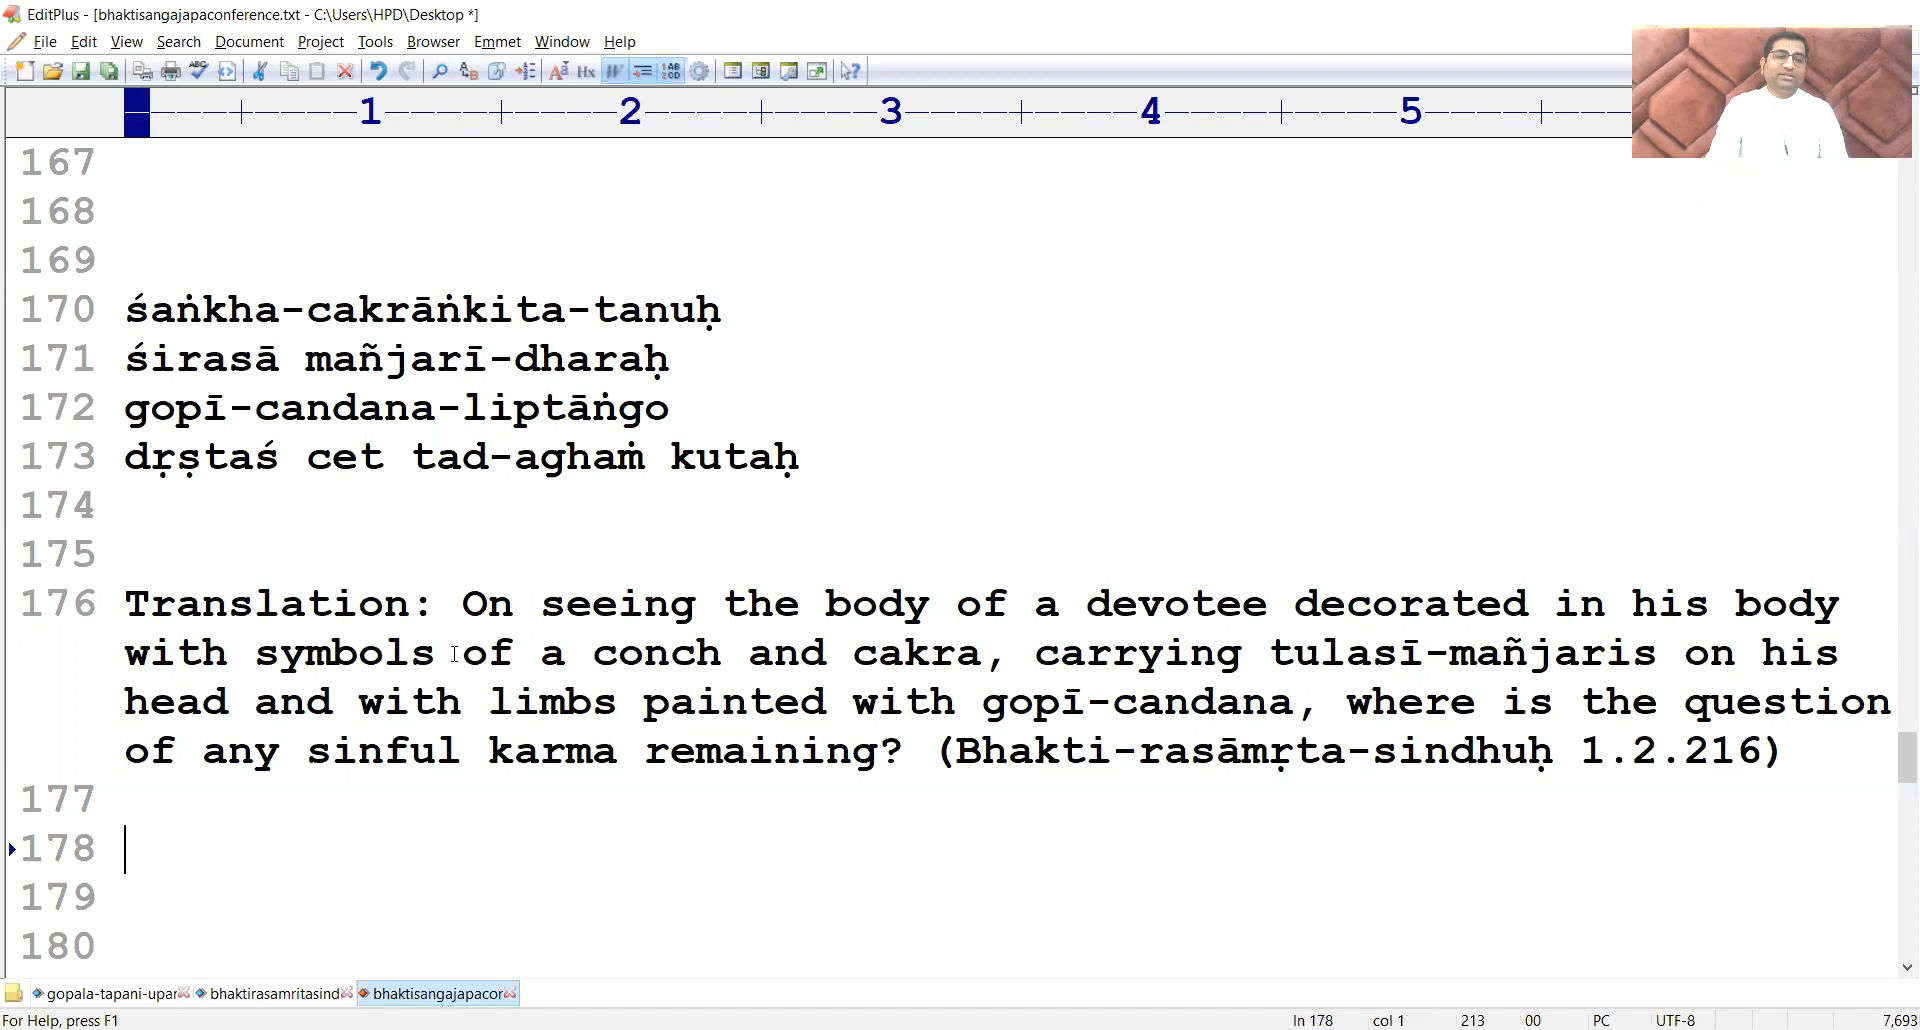 EditPlus - [bhaktisangajapaconference.txt - C:\Users\HPD\Desktop *]
File Edit View Search Document Project Tools Browser Emmet Window Help
1 2 3 4 5
167
168
169
170 śaṅkha-cakrāṅkita-tanuḥ
171 śirasā mañjarī-dharaḥ
172 gopī-candana-liptāṅgo
173 dṛṣtaś cet tad-aghaṁ kutaḥ
174
175
176 Translation: On seeing the body of a devotee decorated in his body
with symbols of a conch and cakra, carrying tulasī-mañjaris on his
head and with limbs painted with gopī-candana, where is the question
of any sinful karma remaining? (Bhakti-rasāmṛta-sindhuḥ 1.2.216)
177
178
179
180
gopala-tapani-upar bhaktirasamritasind bhaktisangajapacor
For Help, press F1 ln 178 col 1 213 00 PC UTF-8 7,693